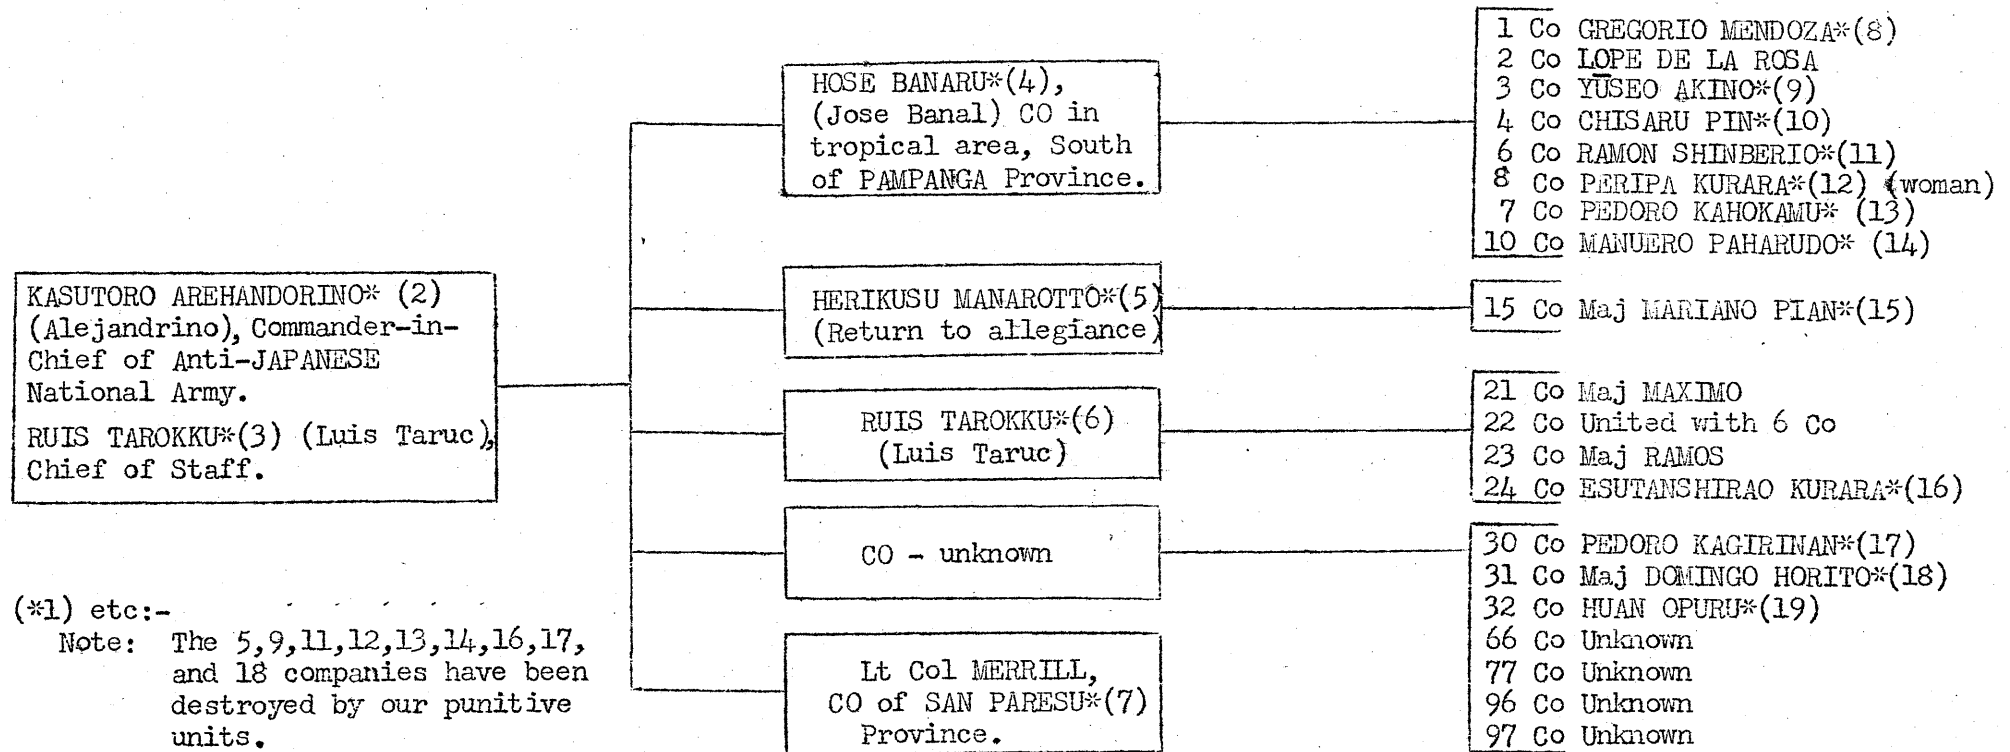 KASUTORO AREHANDORINO* (2)
(Alejandrino), Commander-in-
Chief of Anti-JAPANESE
National Army.
RUIS TAROKKU*(3) (Luis Taruc),
Chief of Staff.
(*1) etc:-
Note: The 5,9,11,12,13,14,16,17,
and 18 companies have been
destroyed by our punitive
units.
HOSE BANARU*(4),
(Jose Banal) CO in
tropical area, South
of PAMPANGA Province.
HERIKUSU MANAROTTO*(5)
(Return to allegiance)
RUIS TAROKKU*(6)
(Luis Taruc)
CO - unknown
Lt Col MERRILL,
CO of SAN PARESU*(7)
Province.
1 Co GREGORIO MENDOZA*(8)
2 Co LOPE DE LA ROSA
3 Co YŪSEO AKINO*(9)
4 Co CHISARU PIN*(10)
6 Co RAMON SHINBERIO*(11)
8 Co PERIPA KURARA*(12) (woman)
7 Co PEDORO KAHOKAMU* (13)
10 Co MANUERO PAHARUDO* (14)
15 Co Maj MARIANO PIAN*(15)
21 Co Maj MAXIMO
22 Co United with 6 Co
23 Co Maj RAMOS
24 Co ESUTANSHIRAO KURARA*(16)
30 Co PEDORO KAGIRINAN*(17)
31 Co Maj DOMINGO HORITO*(18)
32 Co HUAN OPURU*(19)
66 Co Unknown
77 Co Unknown
96 Co Unknown
97 Co Unknown